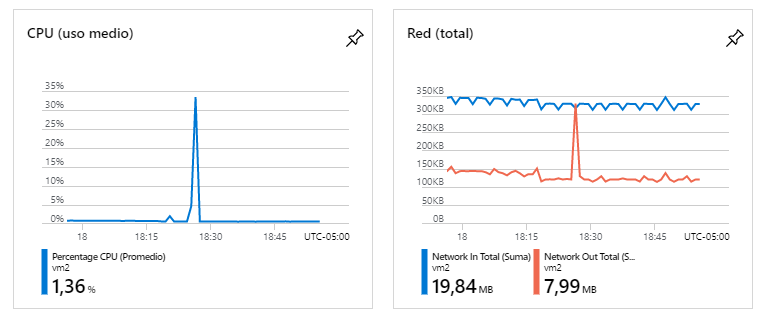 CPU (uso medio)
35%
30%
25%
20%
15%
10%
5%
0%
18
18:15
18:30
18:45
UTC-05:00
Percentage CPU (Promedio)
vm2
1,36 %
Red (total)
350KB
300KB
250KB
200KB
150KB
100KB
50KB
0B
18
18:15
18:30
18:45
UTC-05:00
Network In Total (Suma)
vm2
19,84 MB
Network Out Total (S...
vm2
7,99 MB